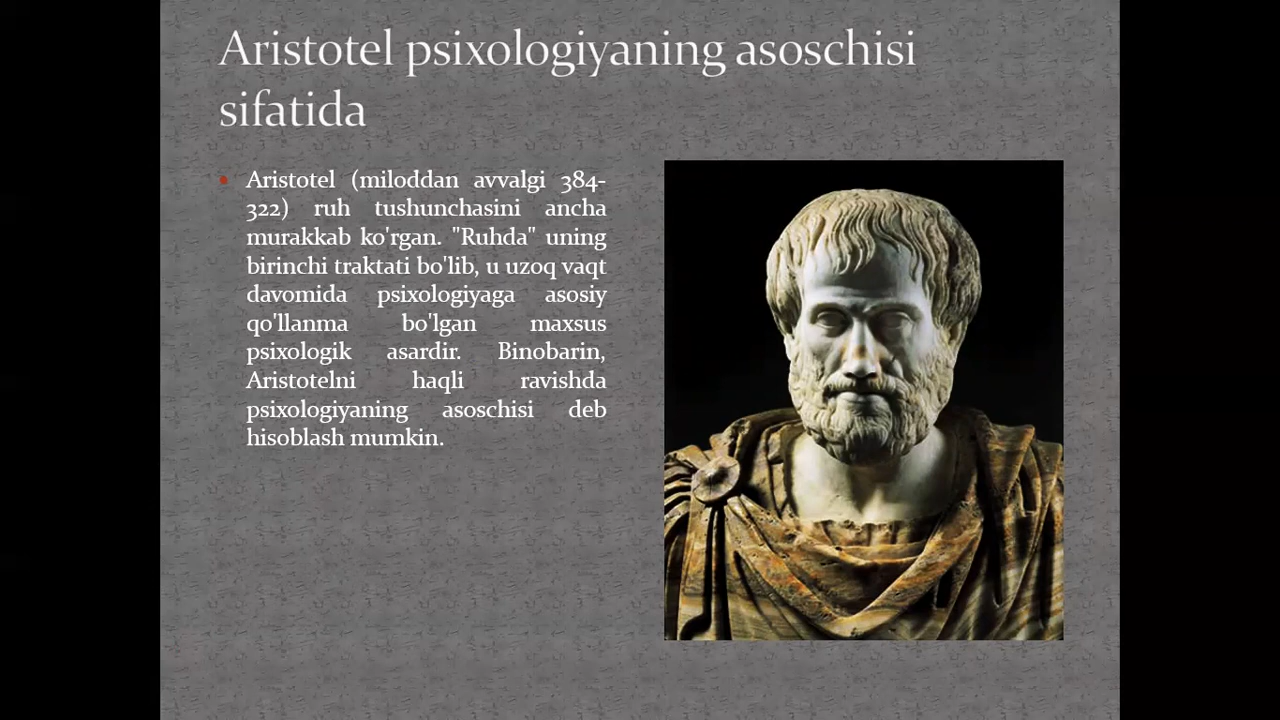 Aristotel psixologiyaning asoschisi
sifatida
Aristotel (miloddan avvalgi 384-
322) ruh tushunchasini ancha
murakkab ko'rgan. "Ruhda" uning
birinchi traktati bo'lib, u uzoq vaqt
davomida psixologiyaga asosiy
qo'llanma bo'lgan maxsus
psixologik asardir. Binobarin,
Aristotelni haqli ravishda
psixologiyaning asoschisi deb
hisoblash mumkin.